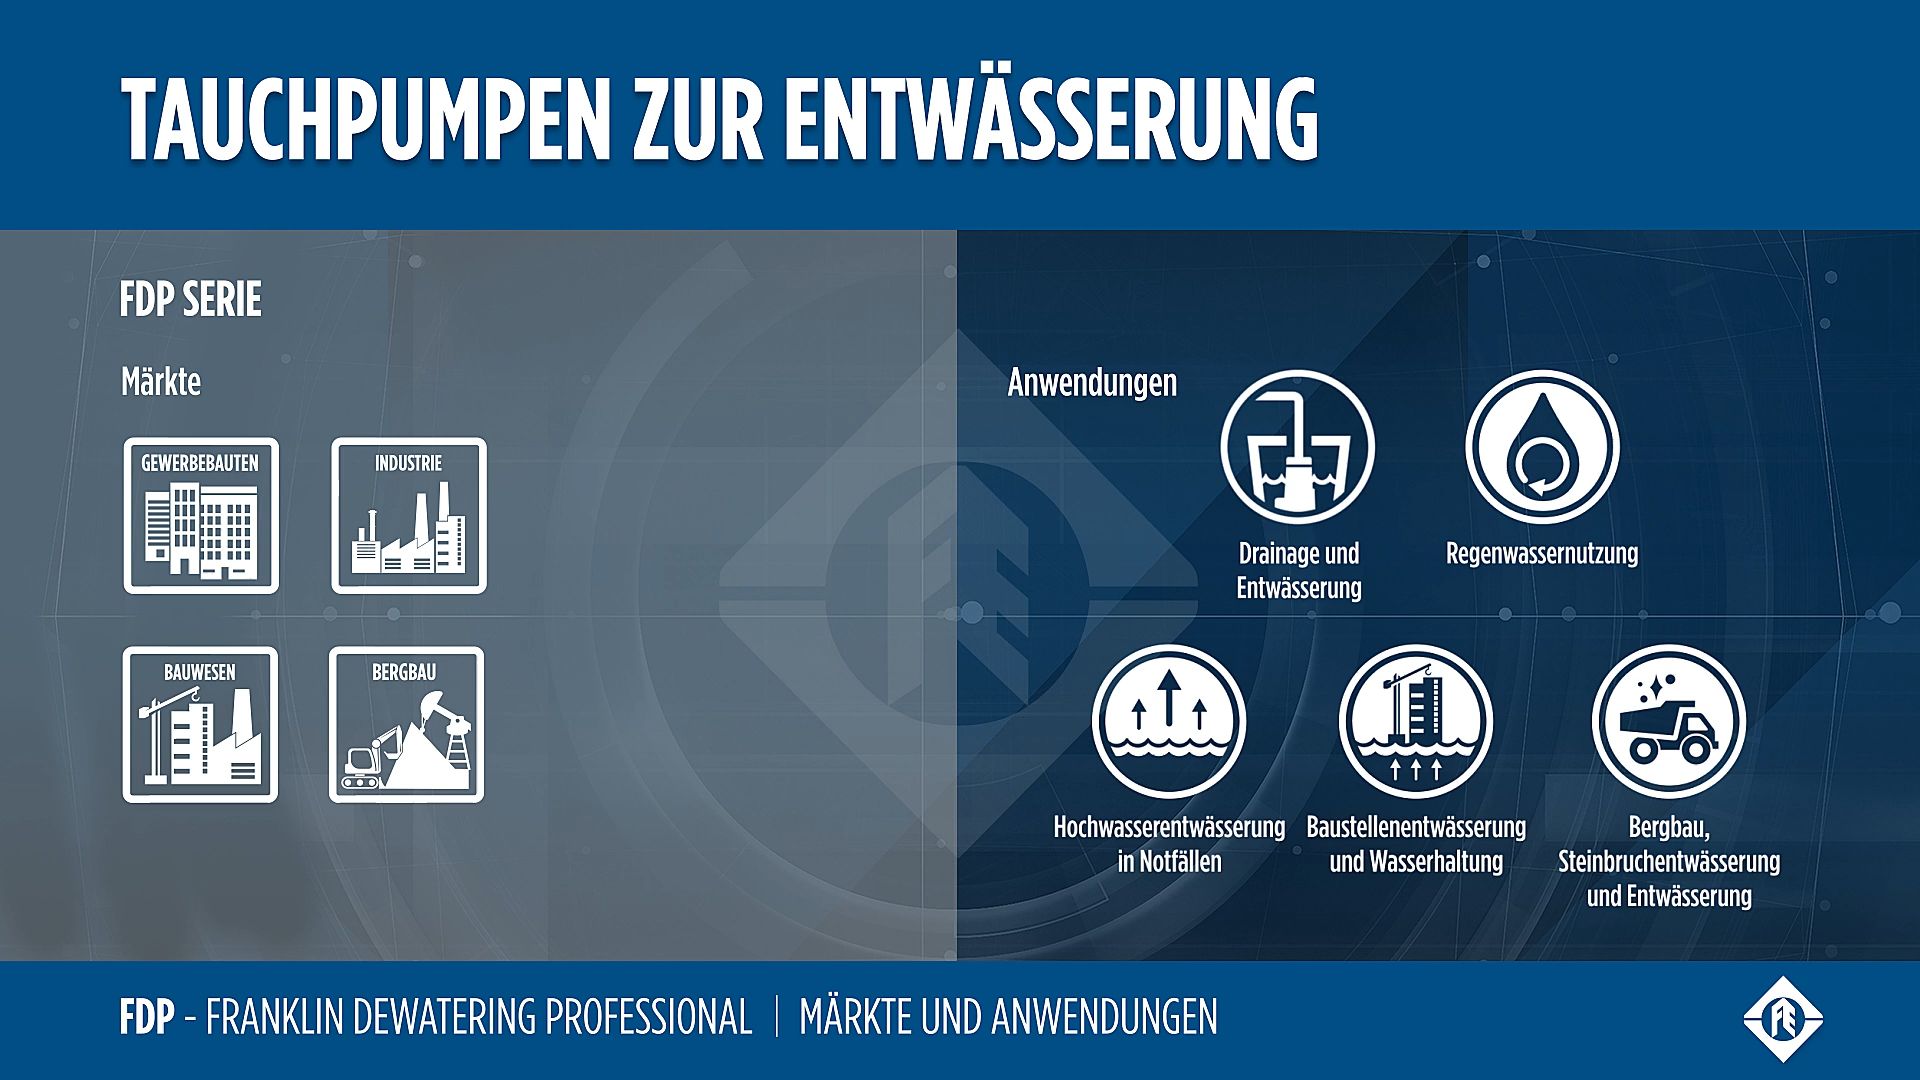 TAUCHPUMPEN ZUR ENTWÄSSERUNG
FDP SERIE
Märkte
GEWERBEBAUTEN
INDUSTRIE
BAUWESEN
BERGBAU
Anwendungen
Drainage und
Entwässerung
Regenwassernutzung
Hochwasserentwässerung
in Notfällen
Baustellenentwässerung
und Wasserhaltung
Bergbau,
Steinbruchentwässerung
und Entwässerung
FDP - FRANKLIN DEWATERING PROFESSIONAL | MÄRKTE UND ANWENDUNGEN
FE